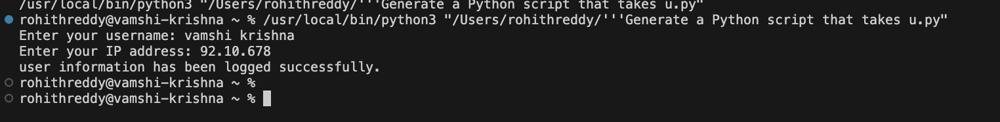 /usr/local/bin/python3 "/Users/rohithreddy/'''Generate a Python script that takes u.py"
rohithreddy@vamshi-krishna ~ % /usr/local/bin/python3 "/Users/rohithreddy/'''Generate a Python script that takes u.py"
Enter your username: vamshi krishna
Enter your IP address: 92.10.678
user information has been logged successfully.
rohithreddy@vamshi-krishna ~ %
rohithreddy@vamshi-krishna ~ %